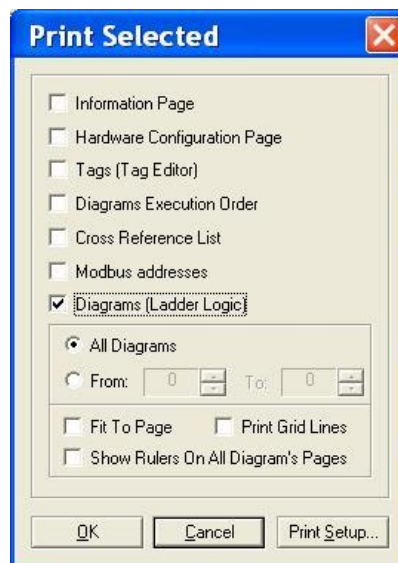 Print Selected
Information Page
Hardware Configuration Page
Tags (Tag Editor)
Diagrams Execution Order
Cross Reference List
Modbus addresses
Diagrams (Ladder Logic)
All Diagrams
From: 0 To: 0
Fit To Page Print Grid Lines
Show Rulers On All Diagram's Pages
OK Cancel Print Setup...